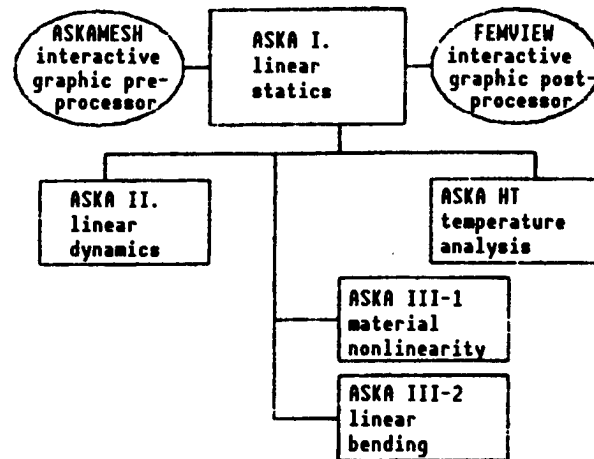 ASKAMESH
interactive
graphic pre-
processor
ASKA I.
linear
statics
FEMVIEW
interactive
graphic post-
processor
ASKA II.
linear
dynamics
ASKA HT
temperature
analysis
ASKA III-1
material
nonlinearity
ASKA III-2
linear
bending